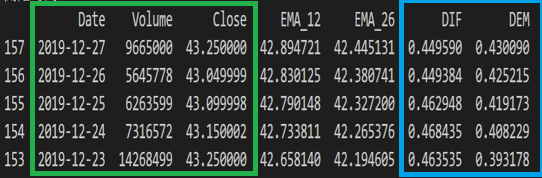 Date Volume Close EMA_12 EMA_26 DIF DEM
157 2019-12-27 9665000 43.250000 42.894721 42.445131 0.449590 0.430090
156 2019-12-26 5645778 43.049999 42.830125 42.380741 0.449384 0.425215
155 2019-12-25 6263599 43.099998 42.790148 42.327200 0.462948 0.419173
154 2019-12-24 7316572 43.150002 42.733811 42.265376 0.468435 0.408229
153 2019-12-23 14268499 43.250000 42.658140 42.194605 0.463535 0.393178